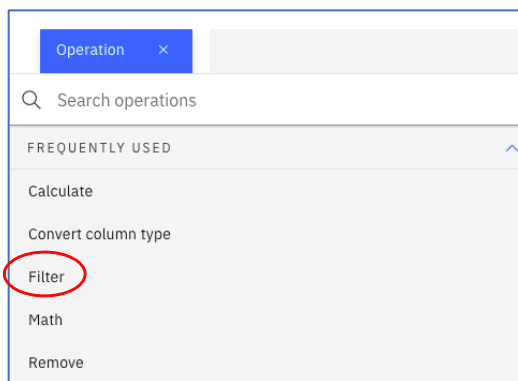 Operation ×
Search operations
FREQUENTLY USED
Calculate
Convert column type
Filter
Math
Remove